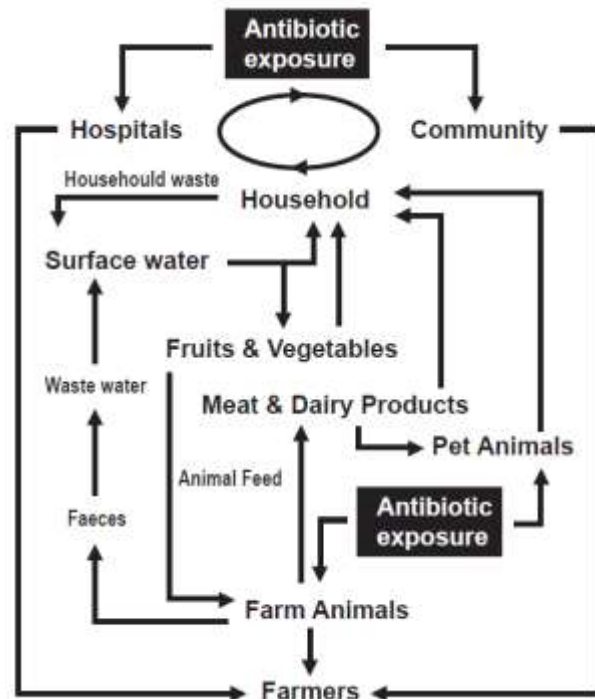 Antibiotic
exposure
Hospitals
Community
Househould waste
Household
Surface water
Fruits & Vegetables
Waste water
Meat & Dairy Products
Pet Animals
Animal Feed
Faeces
Antibiotic
exposure
Farm Animals
Farmers